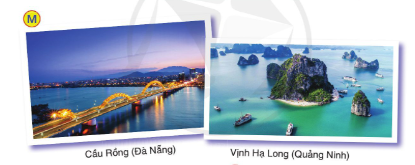 M
Cầu Rồng (Đà Nẵng)
Vịnh Hạ Long (Quảng Ninh)